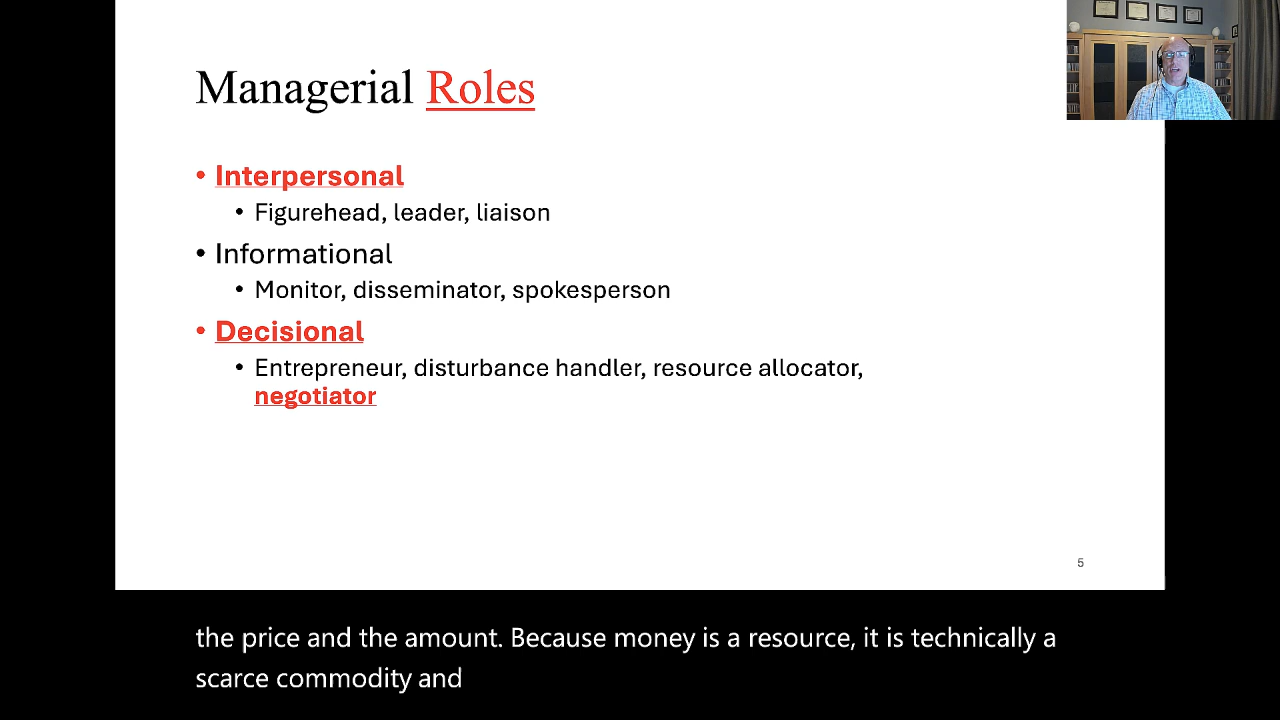 Managerial Roles
• Interpersonal
• Figurehead, leader, liaison
• Informational
• Monitor, disseminator, spokesperson
• Decisional
• Entrepreneur, disturbance handler, resource allocator,
negotiator
5
the price and the amount. Because money is a resource, it is technically a
scarce commodity and